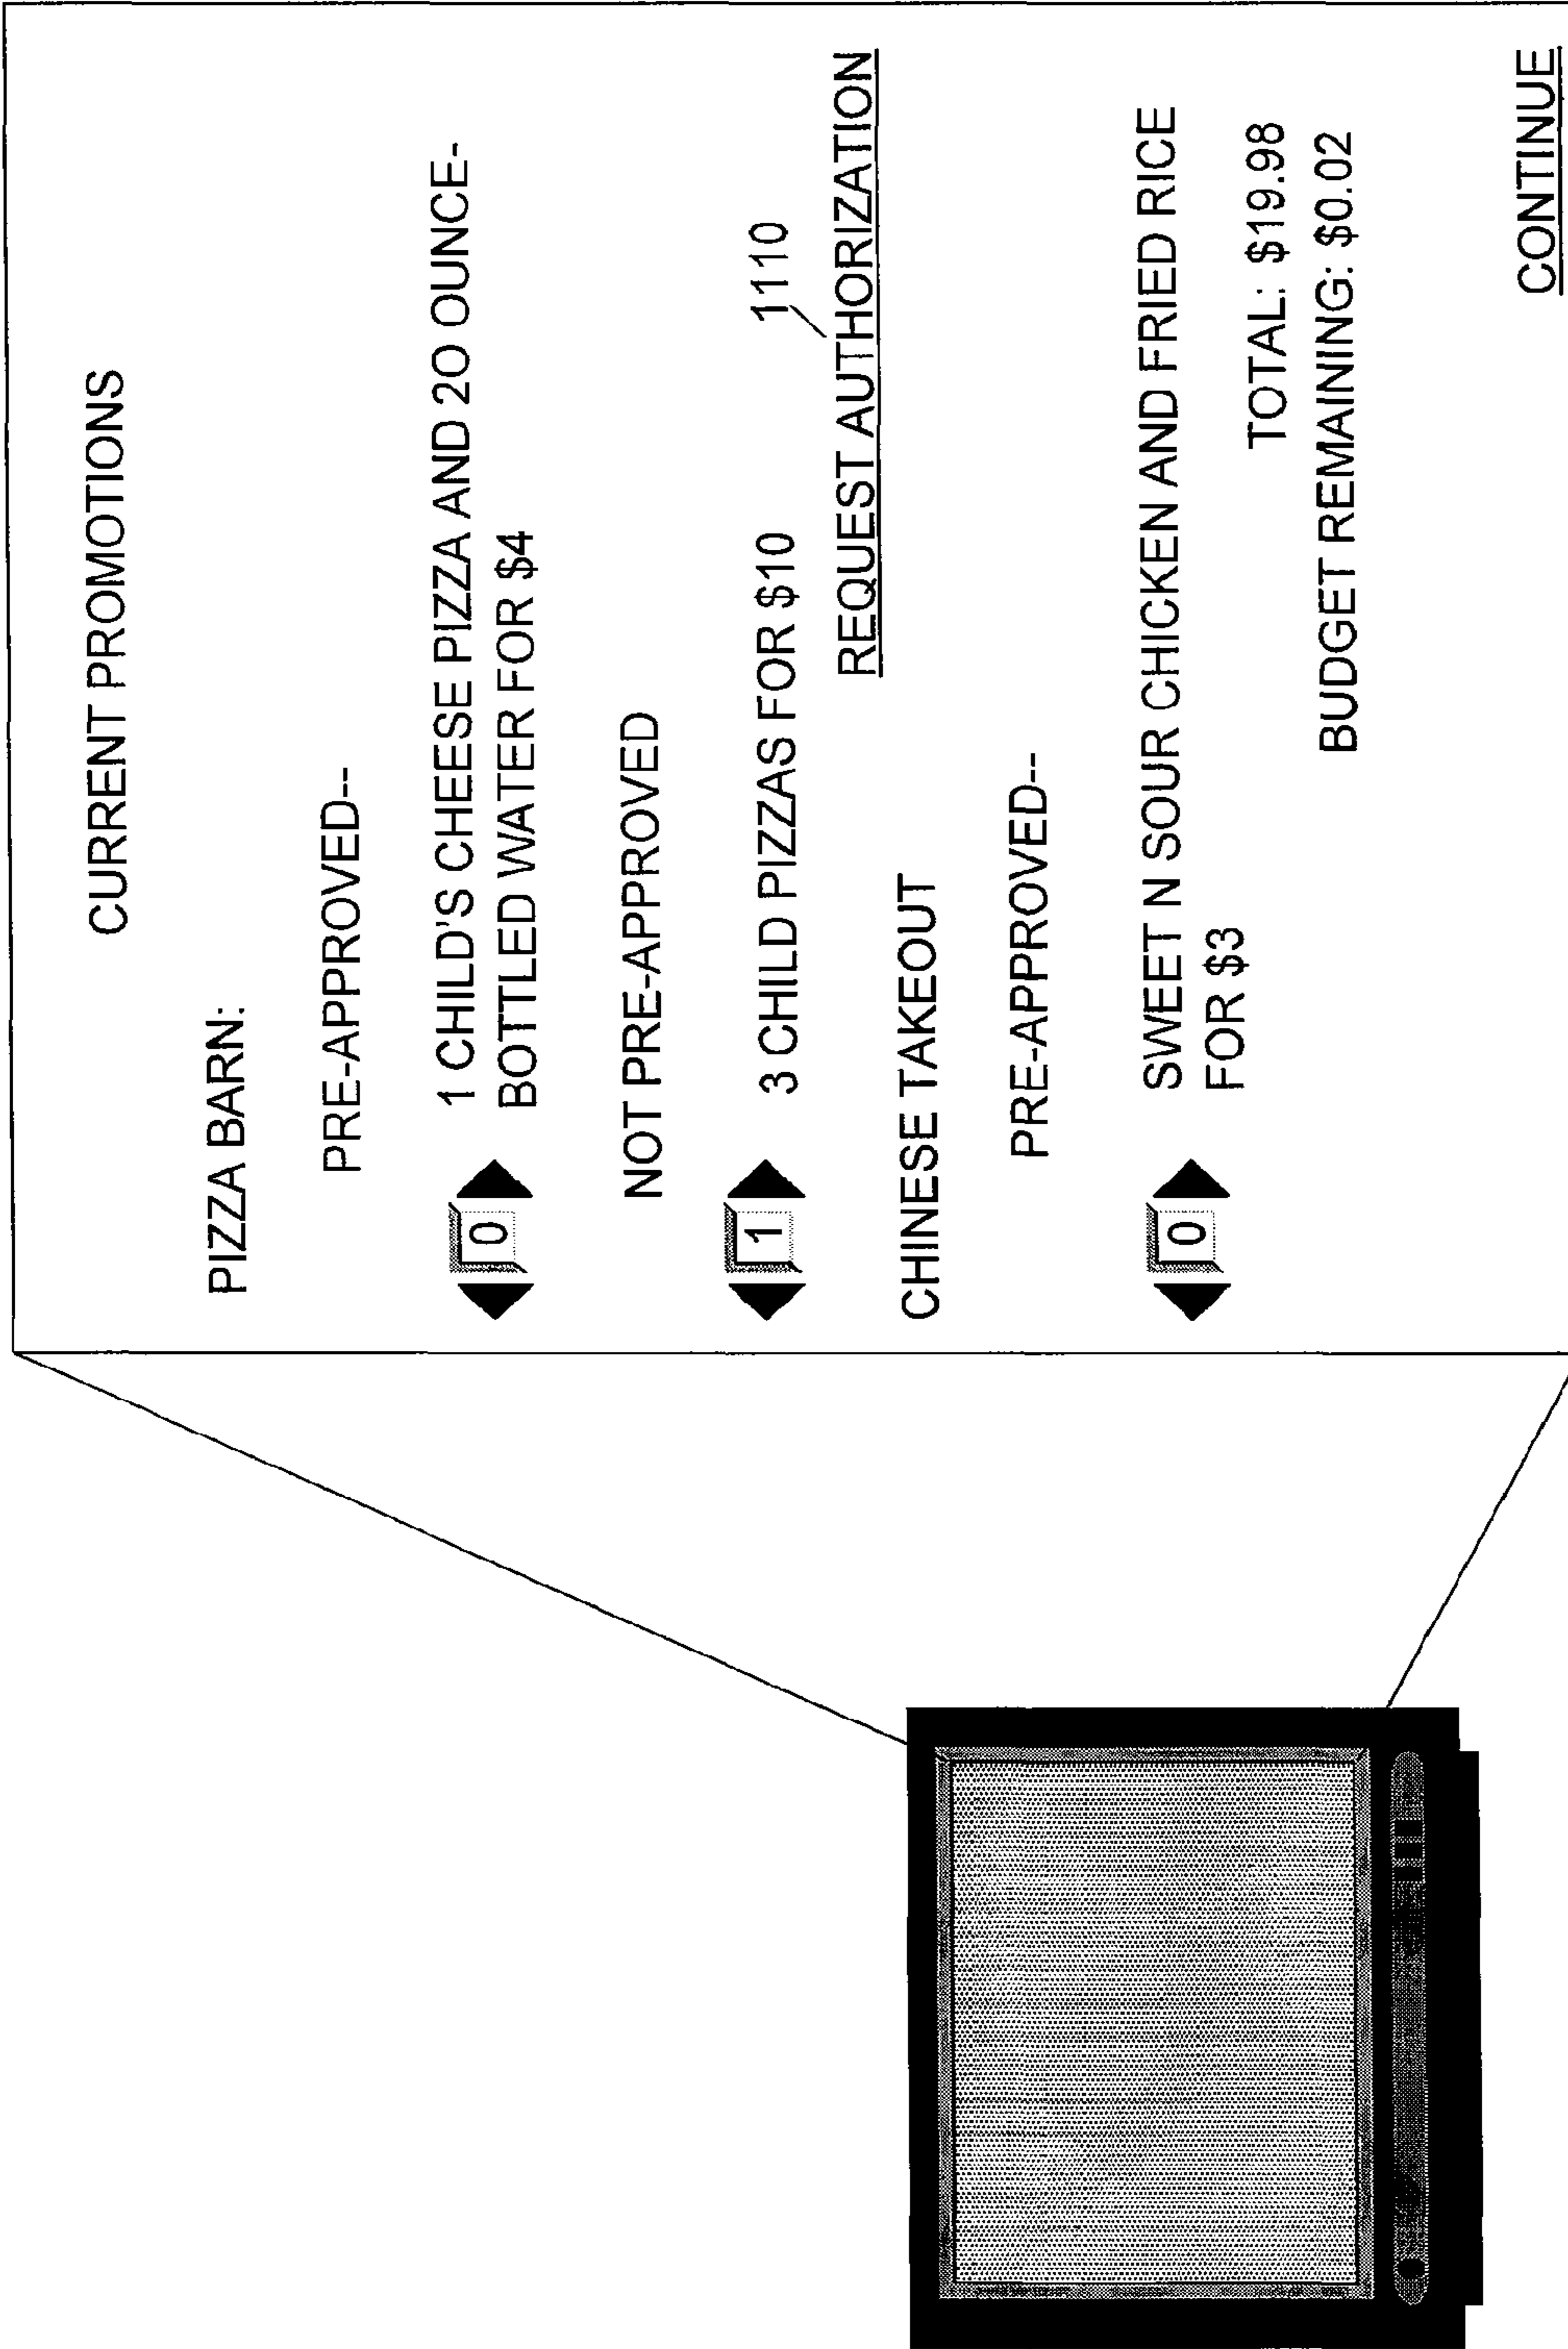 CURRENT PROMOTIONS
PIZZA BARN:
PRE-APPROVED--
0 1 CHILD'S CHEESE PIZZA AND 20 OUNCE-
BOTTLED WATER FOR $4
NOT PRE-APPROVED
1 3 CHILD PIZZAS FOR $10
1110
REQUEST AUTHORIZATION
CHINESE TAKEOUT
PRE-APPROVED--
0 SWEET N SOUR CHICKEN AND FRIED RICE
FOR $3
TOTAL: $19.98
BUDGET REMAINING: $0.02
CONTINUE